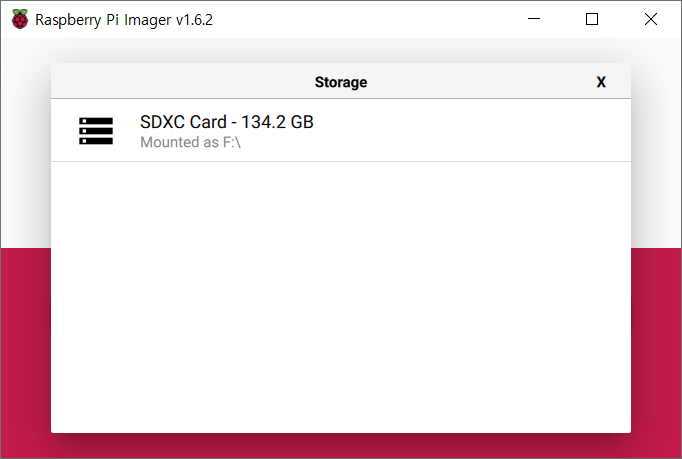 Raspberry Pi Imager v1.6.2
Storage
X
SDXC Card - 134.2 GB
Mounted as F:\